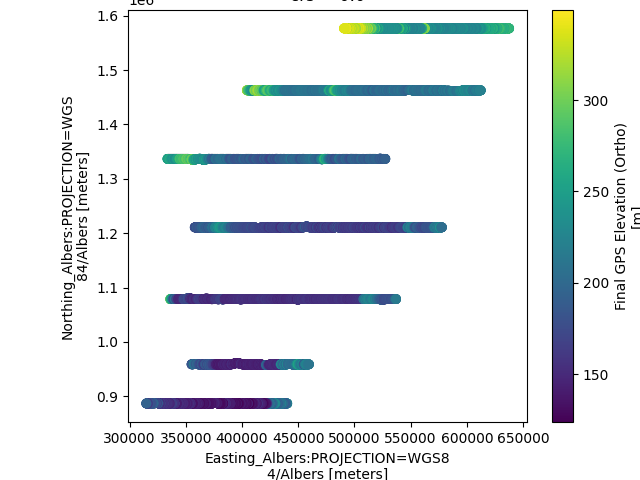 1e6
1.6
1.5
1.4
1.3
1.2
1.1
1.0
0.9
Northing_Albers:PROJECTION=WGS
84/Albers [meters]
300000 350000 400000 450000 500000 550000 600000 650000
Easting_Albers:PROJECTION=WGS8
4/Albers [meters]
300
250
200
150
Final GPS Elevation (Ortho)
[m]